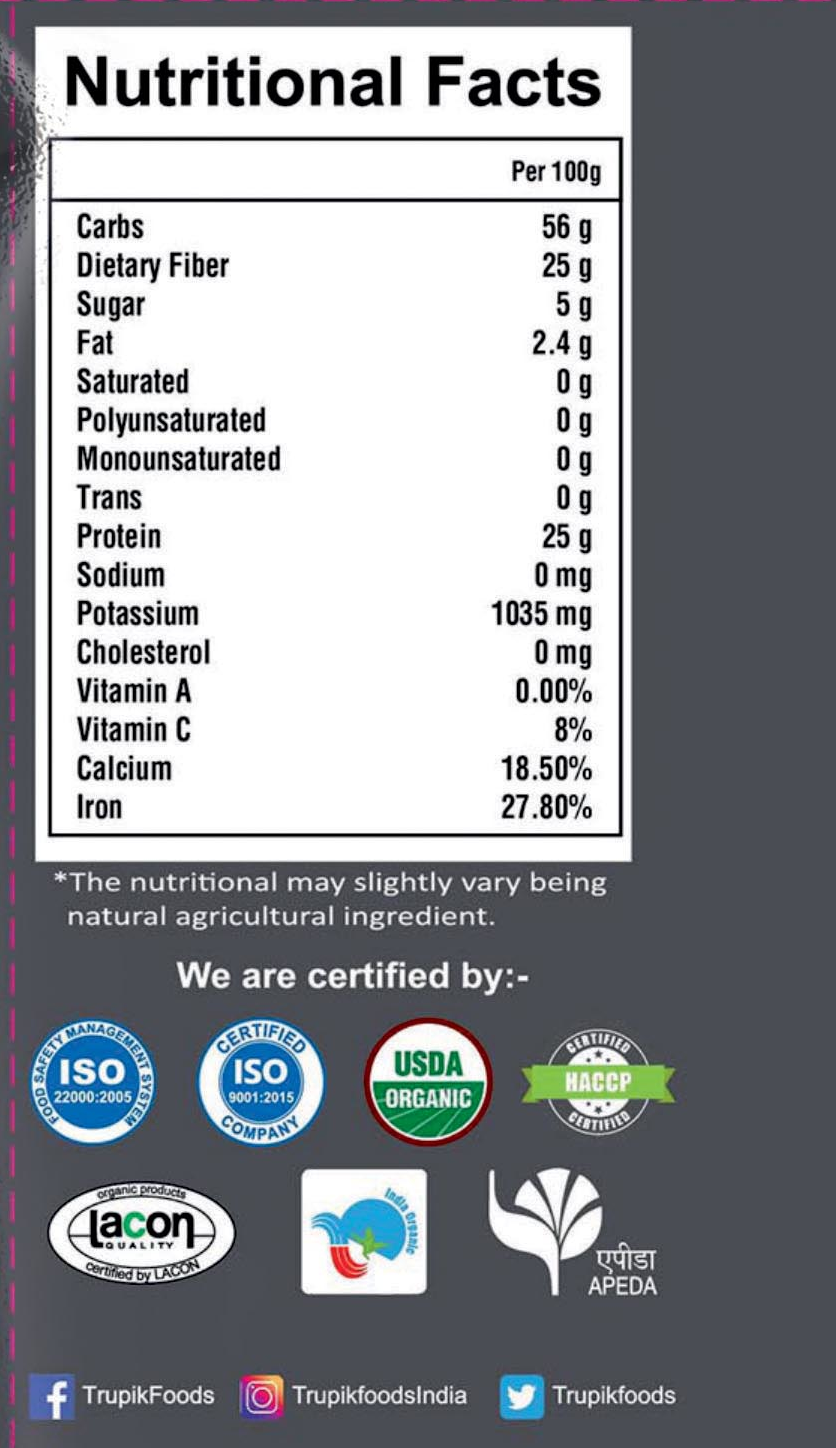 Nutritional Facts
Per 100g
Carbs 56 g
Dietary Fiber 25 g
Sugar 5 g
Fat 2.4 g
Saturated 0 g
Polyunsaturated 0 g
Monounsaturated 0 g
Trans 0 g
Protein 25 g
Sodium 0 mg
Potassium 1035 mg
Cholesterol 0 mg
Vitamin A 0.00%
Vitamin C 8%
Calcium 18.50%
Iron 27.80%
*The nutritional may slightly vary being
natural agricultural ingredient.
We are certified by:-
FOOD SAFETY MANAGEMENT SYSTEM
ISO
22000:2005
CERTIFIED
ISO
9001:2015
COMPANY
USDA
ORGANIC
CERTIFIED
HACCP
CERTIFIED
organic products
lacon
QUALITY
certified by LACON
India Organic
एपीडा
APEDA
TrupikFoods
TrupikfoodsIndia
Trupikfoods